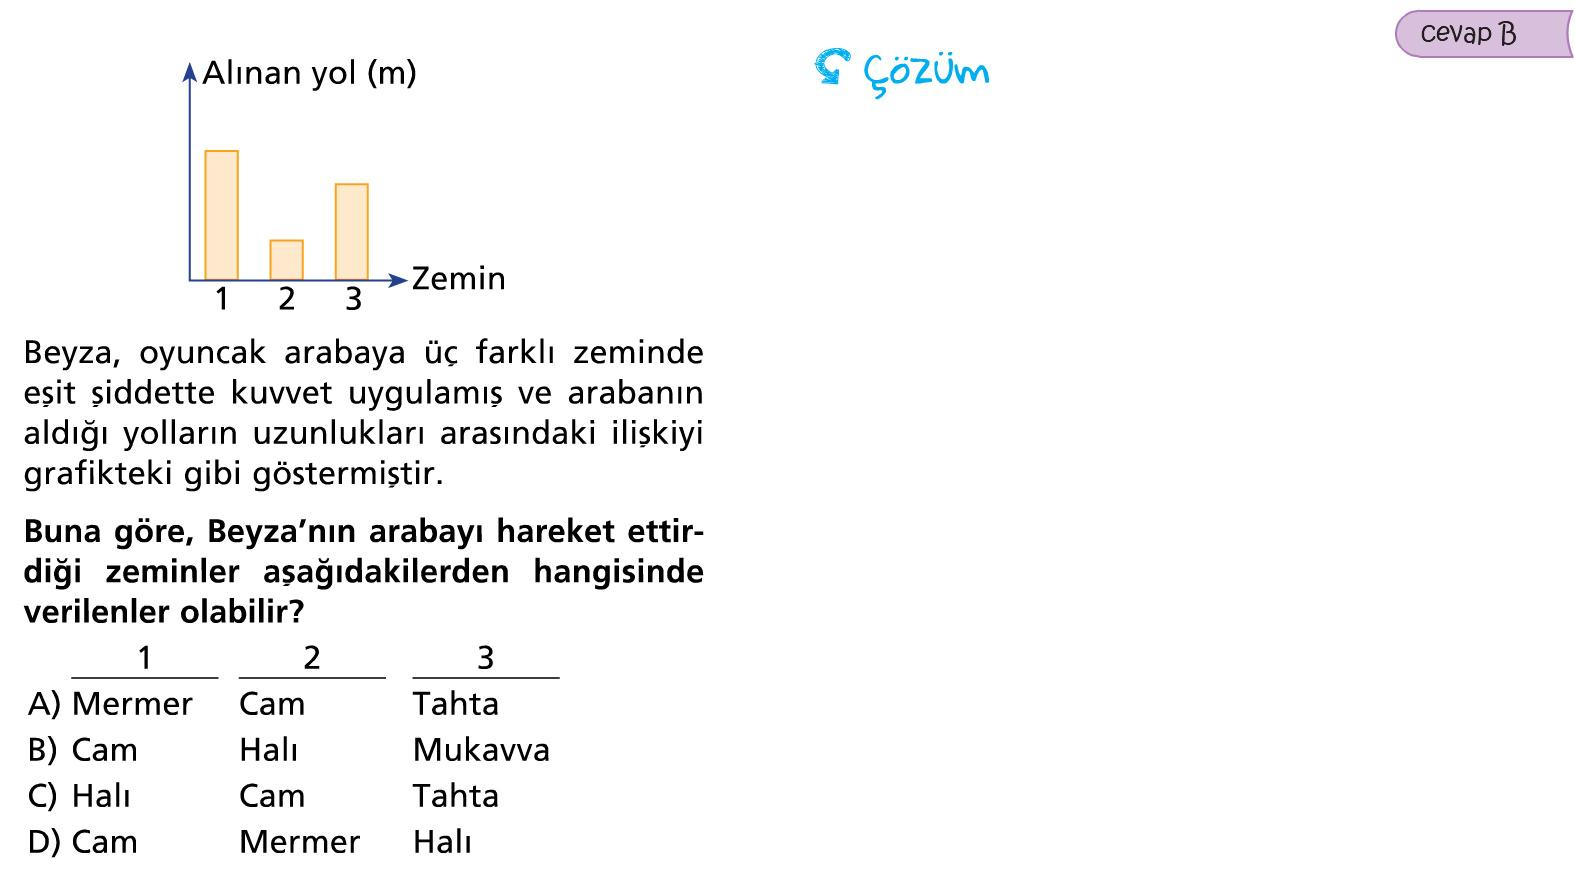 Alınan yol (m)
Zemin
1 2 3
Beyza, oyuncak arabaya üç farklı zeminde
eşit şiddette kuvvet uygulamış ve arabanın
aldığı yolların uzunlukları arasındaki ilişkiyi
grafikteki gibi göstermiştir.
Buna göre, Beyza’nın arabayı hareket ettir-
diği zeminler aşağıdakilerden hangisinde
verilenler olabilir?
1 2 3
A) Mermer Cam Tahta
B) Cam Halı Mukavva
C) Halı Cam Tahta
D) Cam Mermer Halı
Çözüm
cevap B